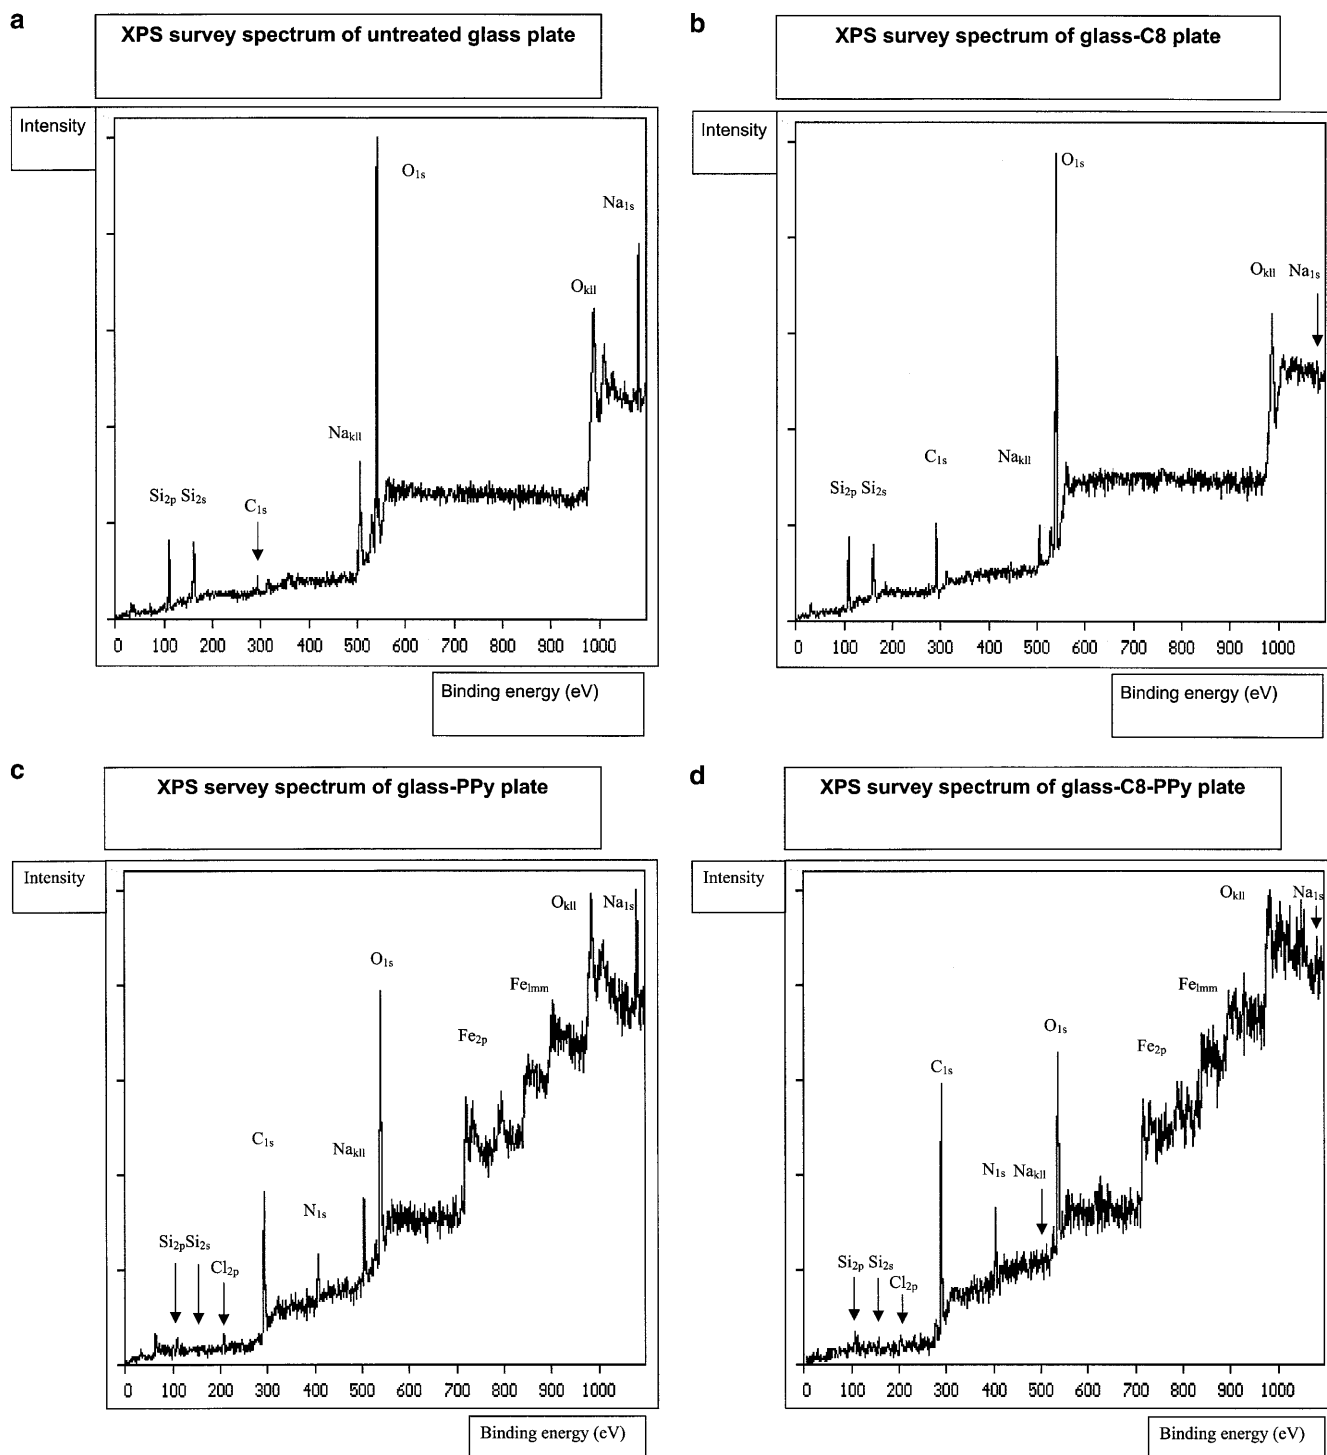 a
XPS survey spectrum of untreated glass plate
Intensity
O1s
Na1s
Okll
Nakll
Si2p Si2s
C1s
0 100 200 300 400 500 600 700 800 900 1000
Binding energy (eV)
b
XPS survey spectrum of glass-C8 plate
Intensity
O1s
Okll Na1s
C1s
Nakll
Si2p Si2s
0 100 200 300 400 500 600 700 800 900 1000
Binding energy (eV)
c
XPS servey spectrum of glass-PPy plate
Intensity
Okll Na1s
O1s
Felmm
Fe2p
C1s
Nakll
N1s
Si2p Si2s
Cl2p
0 100 200 300 400 500 600 700 800 900 1000
Binding energy (eV)
d
XPS survey spectrum of glass-C8-PPy plate
Intensity
Okll Na1s
Felmm
O1s
Fe2p
C1s
N1s Nakll
Si2p Si2s
Cl2p
0 100 200 300 400 500 600 700 800 900 1000
Binding energy (eV)